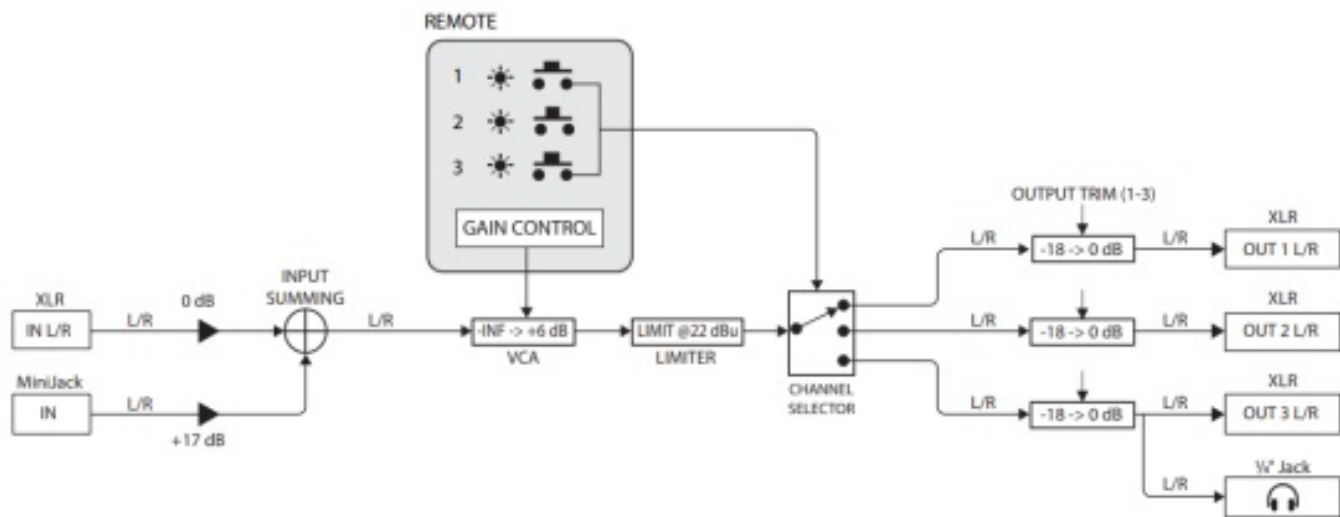 REMOTE
1
2
3
GAIN CONTROL
XLR
IN L/R
L/R
0 dB
INPUT
SUMMING
L/R
MiniJack
IN
L/R
+17 dB
-INF -> +6 dB
VCA
LIMIT @22 dBu
LIMITER
CHANNEL
SELECTOR
OUTPUT TRIM (1-3)
L/R
-18 -> 0 dB
L/R
XLR
OUT 1 L/R
L/R
-18 -> 0 dB
L/R
XLR
OUT 2 L/R
L/R
-18 -> 0 dB
L/R
XLR
OUT 3 L/R
L/R
¼" Jack